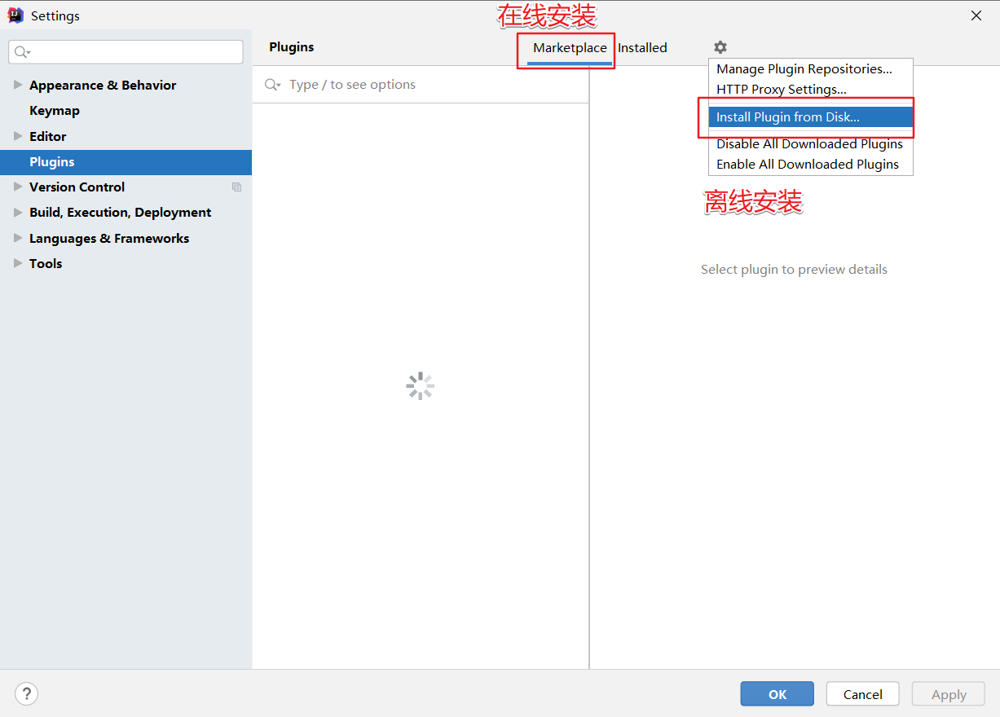 Settings
在线安装
Plugins
Marketplace
Installed
Type / to see options
Appearance & Behavior
Keymap
Editor
Plugins
Version Control
Build, Execution, Deployment
Languages & Frameworks
Tools
Manage Plugin Repositories...
HTTP Proxy Settings...
Install Plugin from Disk...
Disable All Downloaded Plugins
Enable All Downloaded Plugins
离线安装
Select plugin to preview details
?
OK
Cancel
Apply